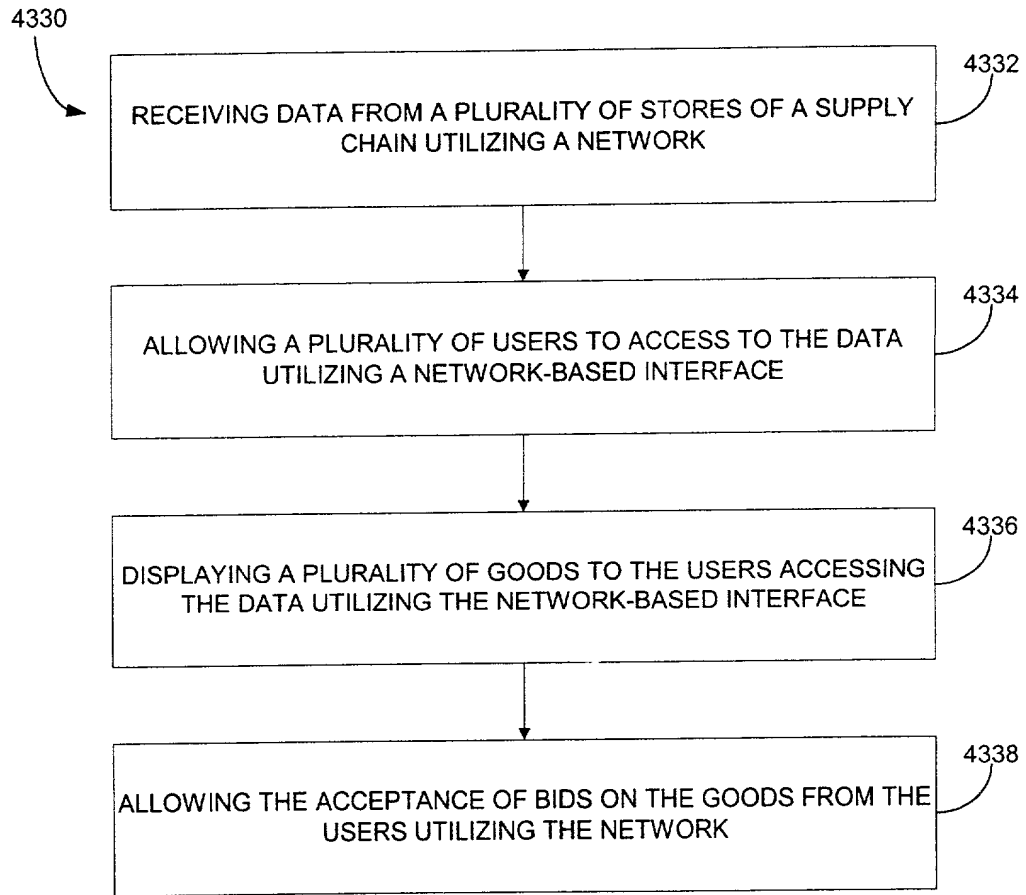 4330
4332
RECEIVING DATA FROM A PLURALITY OF STORES OF A SUPPLY
CHAIN UTILIZING A NETWORK
4334
ALLOWING A PLURALITY OF USERS TO ACCESS TO THE DATA
UTILIZING A NETWORK-BASED INTERFACE
4336
DISPLAYING A PLURALITY OF GOODS TO THE USERS ACCESSING
THE DATA UTILIZING THE NETWORK-BASED INTERFACE
4338
ALLOWING THE ACCEPTANCE OF BIDS ON THE GOODS FROM THE
USERS UTILIZING THE NETWORK